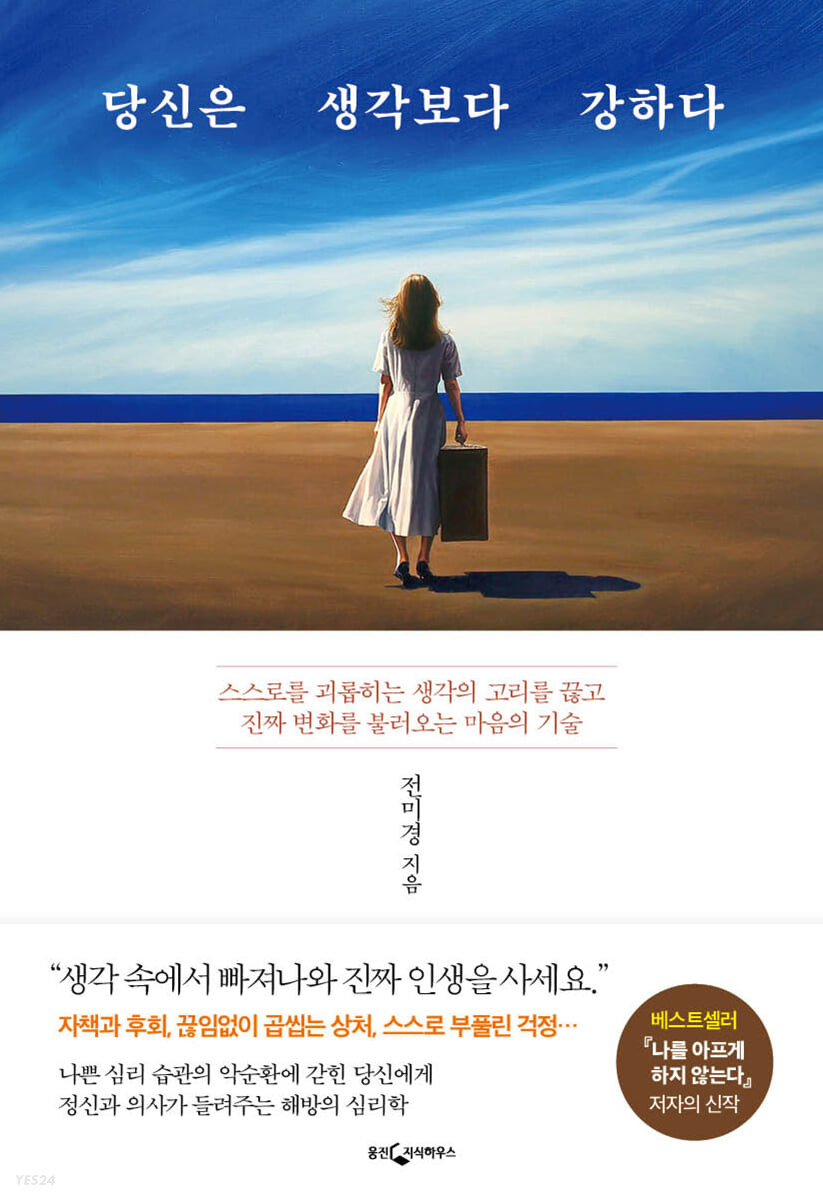 당신은 생각보다 강하다
스스로를 괴롭히는 생각의 고리를 끊고
진짜 변화를 불러오는 마음의 기술
전미경 지음
“생각 속에서 빠져나와 진짜 인생을 사세요.”
자책과 후회, 끊임없이 곱씹는 상처, 스스로 부풀린 걱정…
나쁜 심리 습관의 악순환에 갇힌 당신에게
정신과 의사가 들려주는 해방의 심리학
베스트셀러
『나를 아프게
하지 않는다』
저자의 신작
웅진 지식하우스
YES24